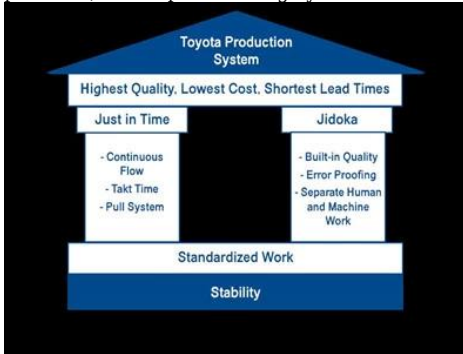 Toyota Production
System
Highest Quality, Lowest Cost, Shortest Lead Times
Just in Time
- Continuous
Flow
- Takt Time
- Pull System
Jidoka
- Built-in Quality
- Error Proofing
- Separate Human
and Machine
Work
Standardized Work
Stability